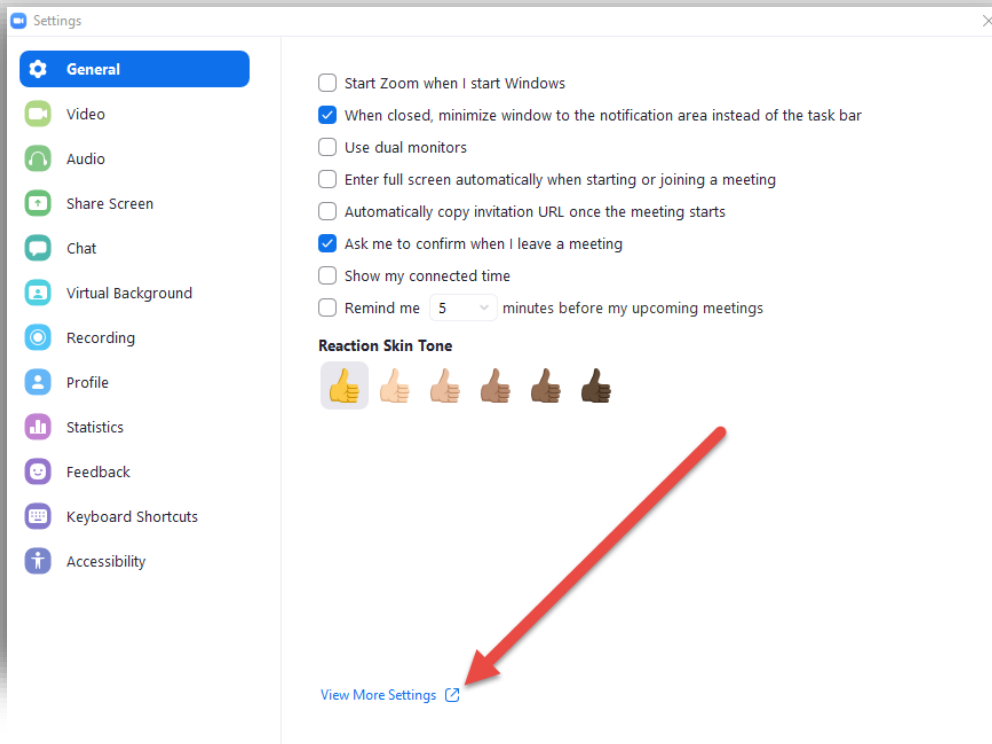 Settings
General
Video
Audio
Share Screen
Chat
Virtual Background
Recording
Profile
Statistics
Feedback
Keyboard Shortcuts
Accessibility
Start Zoom when I start Windows
When closed, minimize window to the notification area instead of the task bar
Use dual monitors
Enter full screen automatically when starting or joining a meeting
Automatically copy invitation URL once the meeting starts
Ask me to confirm when I leave a meeting
Show my connected time
Remind me 5 minutes before my upcoming meetings
Reaction Skin Tone
View More Settings